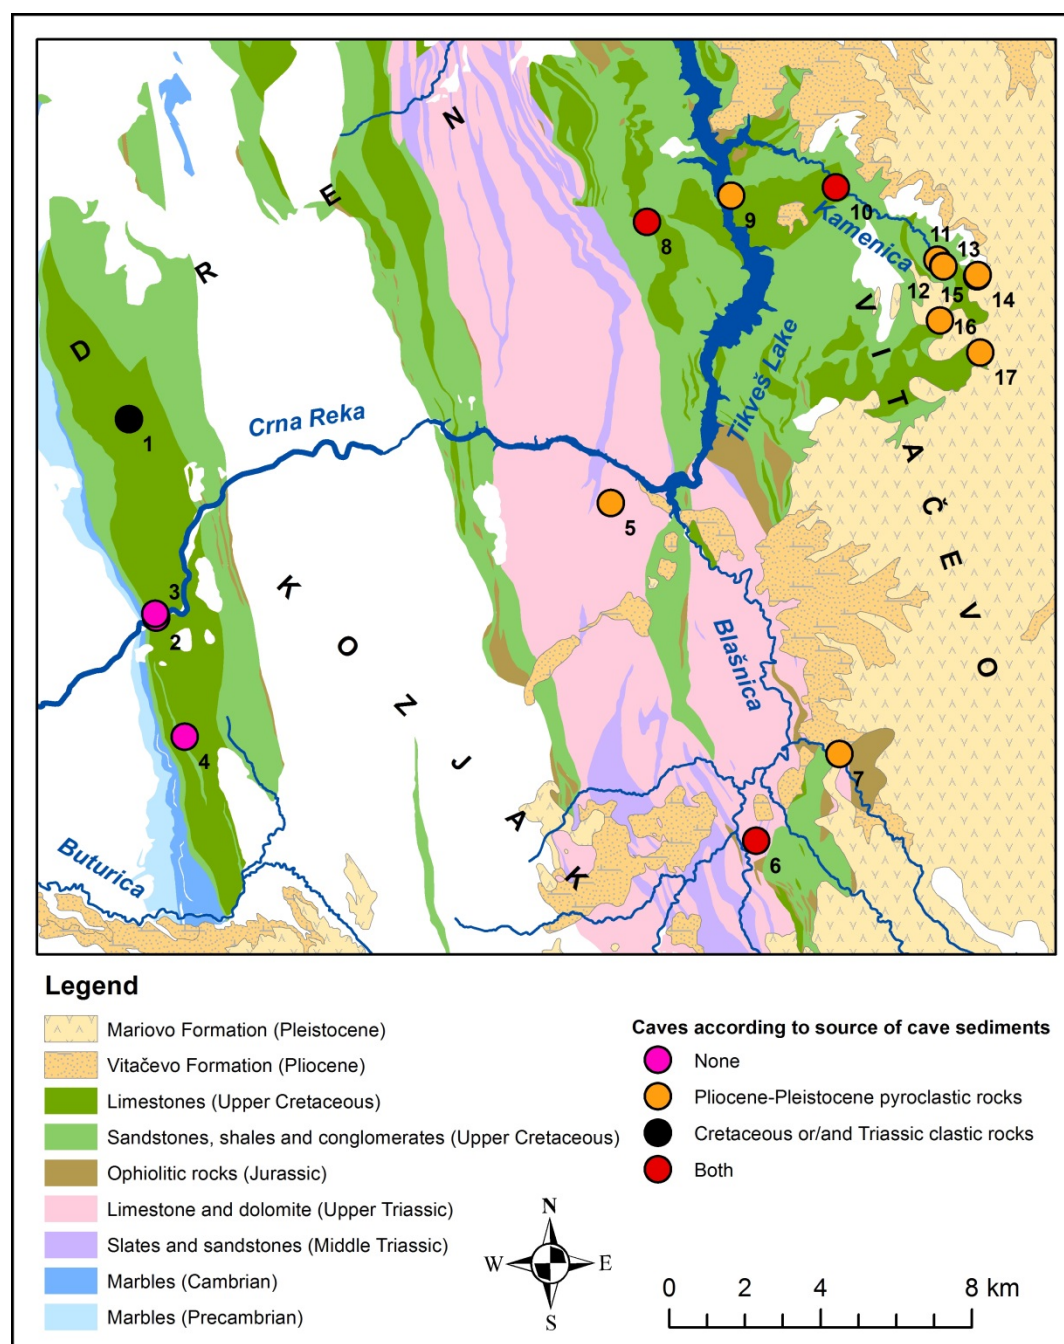 DREN
KOZJAK
VITAČEVO
Crna Reka
Tikveš Lake
Kamenica
Blašnica
Buturica
1
2
3
4
5
6
7
8
9
10
11
12
13
14
15
16
17
Legend
Mariovo Formation (Pleistocene)
Vitačevo Formation (Pliocene)
Limestones (Upper Cretaceous)
Sandstones, shales and conglomerates (Upper Cretaceous)
Ophiolitic rocks (Jurassic)
Limestone and dolomite (Upper Triassic)
Slates and sandstones (Middle Triassic)
Marbles (Cambrian)
Marbles (Precambrian)
Caves according to source of cave sediments
None
Pliocene-Pleistocene pyroclastic rocks
Cretaceous or/and Triassic clastic rocks
Both
N
W E
S
0 2 4 8 km